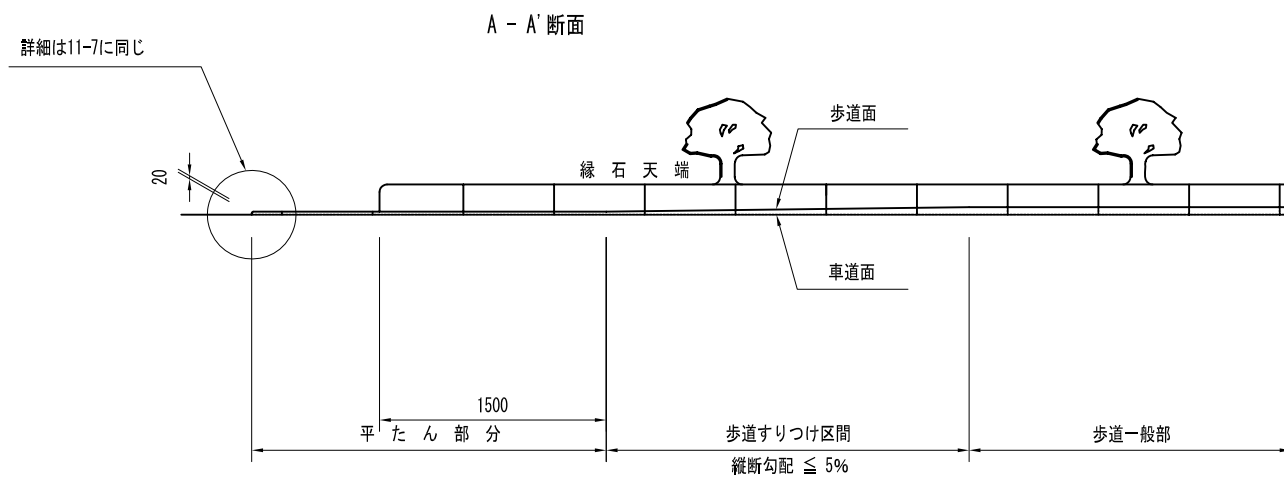 A - A' 断面
詳細は11-7に同じ
歩道面
20
縁石天端
車道面
1500
平たん部分
歩道すりつけ区間
歩道一般部
縦断勾配 ≦ 5%